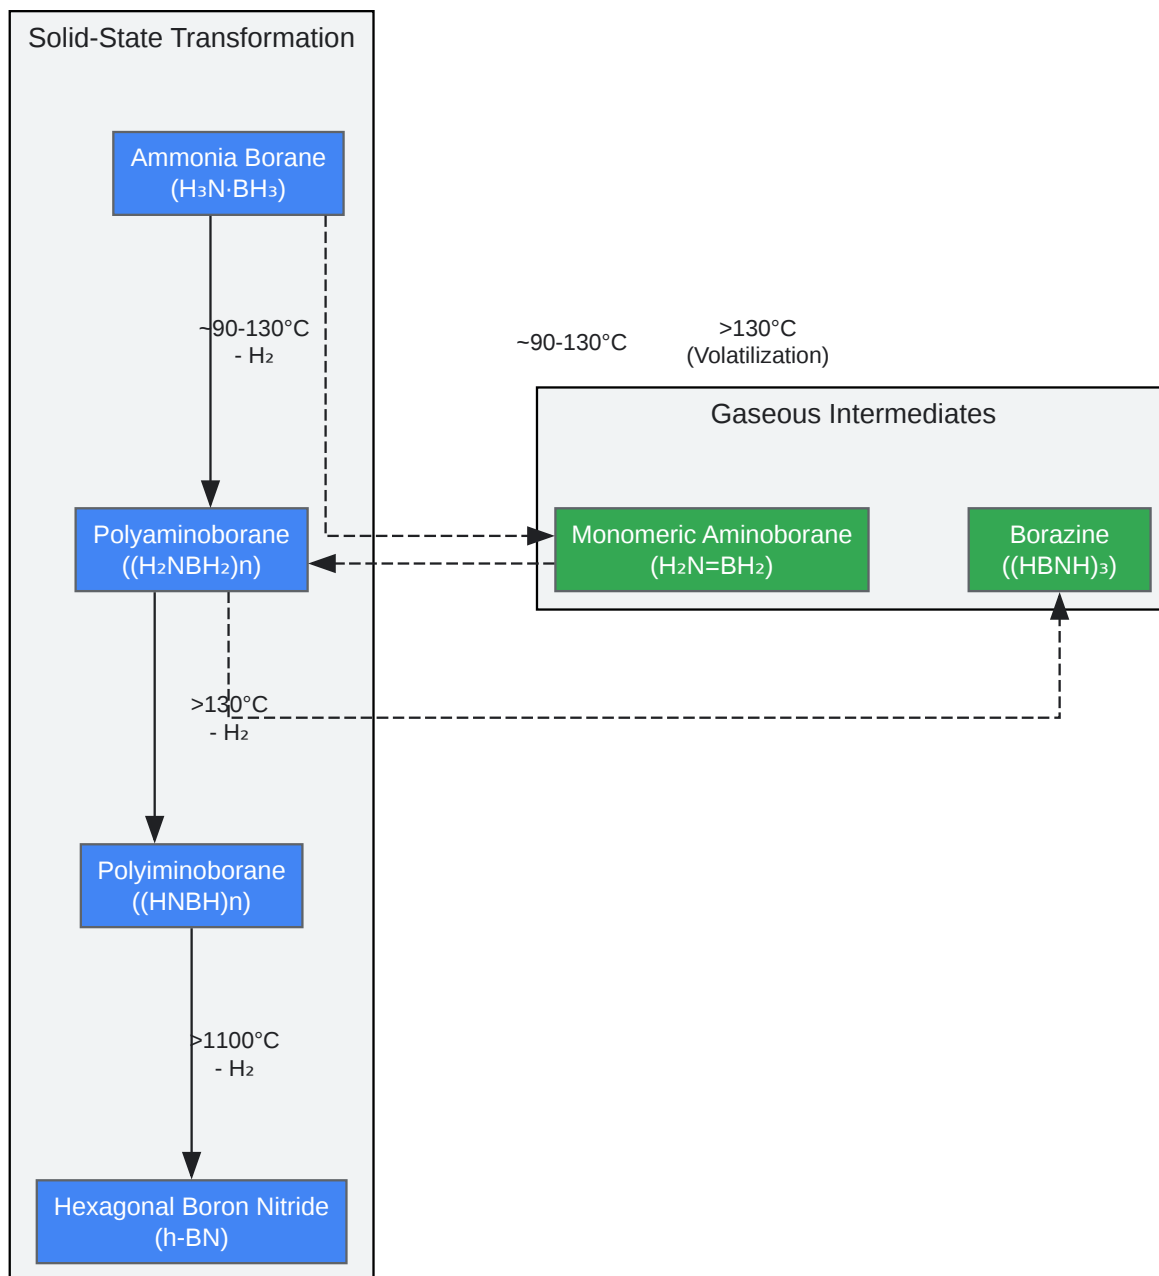 Solid-State Transformation
Ammonia Borane
(H₃N·BH₃)
~90-130°C
- H₂
~90-130°C
>130°C
(Volatilization)
Gaseous Intermediates
Polyaminoborane
((H₂NBH₂)n)
Monomeric Aminoborane
(H₂N=BH₂)
Borazine
((HBNH)₃)
>130°C
- H₂
Polyiminoborane
((HNBH)n)
>1100°C
- H₂
Hexagonal Boron Nitride
(h-BN)